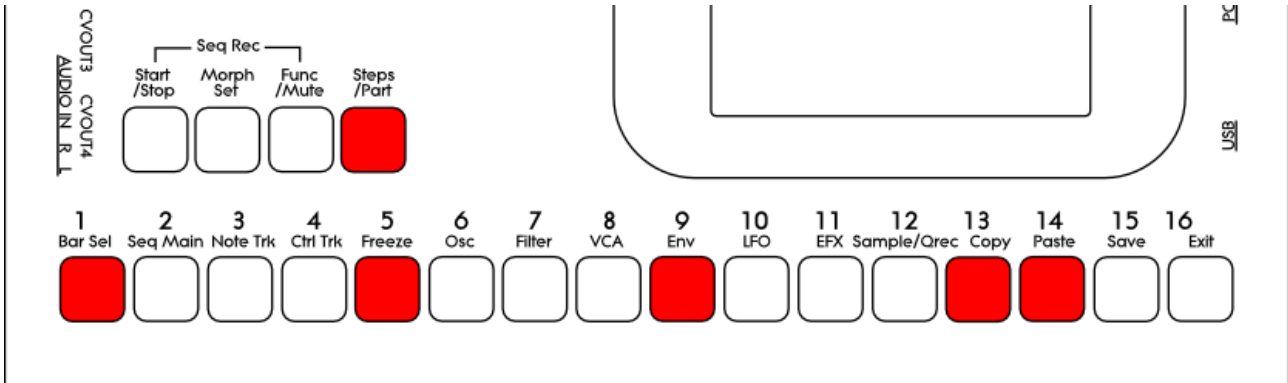 CVOUT3 CVOUT4
AUDIO IN R L
PC
USB
Seq Rec
Start Morph Func Steps
/Stop Set /Mute /Part
1 2 3 4 5 6 7 8 9 10 11 12 13 14 15 16
Bar Sel Seq Main Note Trk Ctrl Trk Freeze Osc Filter VCA Env LFO EFX Sample/Qrec Copy Paste Save Exit